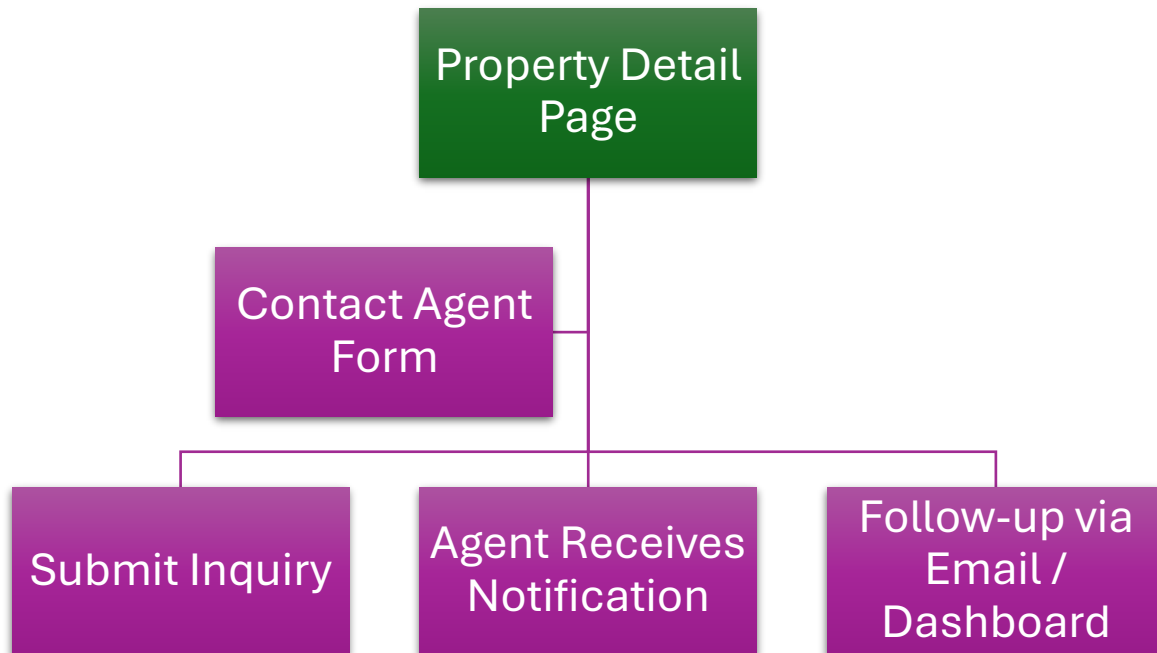 Property Detail
Page
Contact Agent
Form
Submit Inquiry
Agent Receives
Notification
Follow-up via
Email /
Dashboard